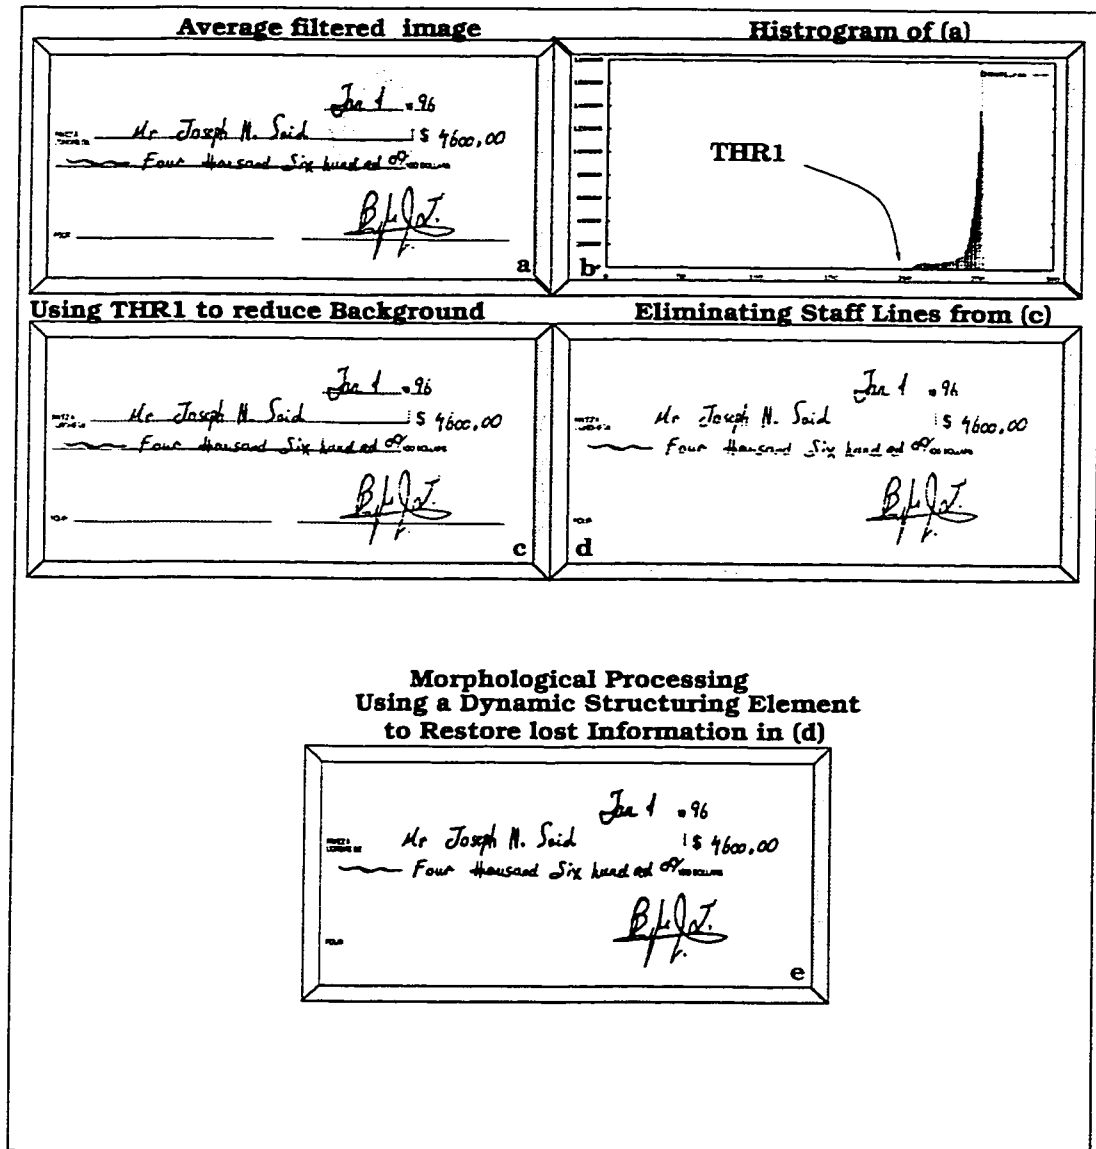 Average filtered image
Histrogram of (a)
Jan 1 96
Mr Joseph N. Said $ 4600,00
Four thousand Six hundred
a
THR1
b
Using THR1 to reduce Background
Eliminating Staff Lines from (c)
Jan 1 96
Mr Joseph N. Said $ 4600,00
Four thousand Six hundred
c
Jan 1 96
Mr Joseph N. Said $ 4600,00
Four thousand Six hundred
d
Morphological Processing
Using a Dynamic Structuring Element
to Restore lost Information in (d)
Jan 1 96
Mr Joseph N. Said $ 4600,00
Four thousand Six hundred
POUR
e